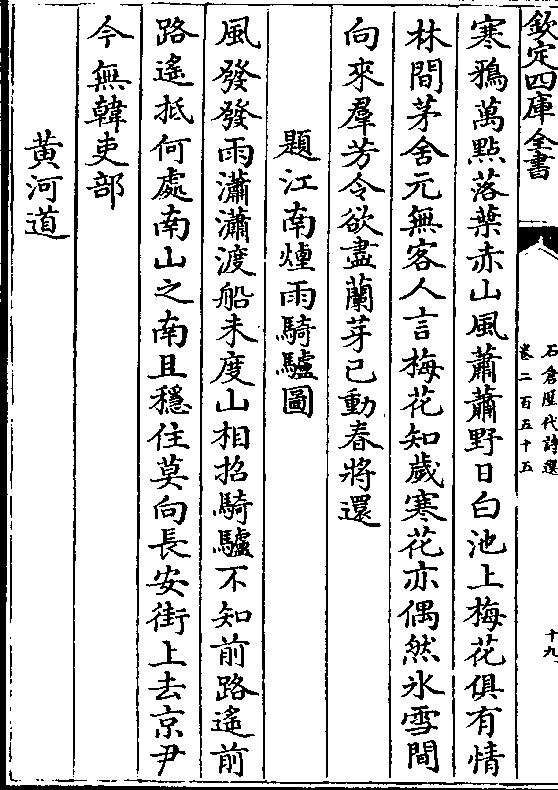 欽定四庫全書
石倉歷代詩選
卷二百五十五
十九
寒鴉萬點落葉赤山風蕭蕭野日白池上梅花俱有情
林間茅舍元無客人言梅花知歲寒花亦偶然氷雪間
向來羣芳令欲盡蘭芽已動春將還
題江南煙雨騎驢圖
風發發雨瀟瀟渡船未度山相招騎驢不知前路遙前
路遙抵何處南山之南且穩住莫向長安街上去京尹
今無韓吏部
黄河道